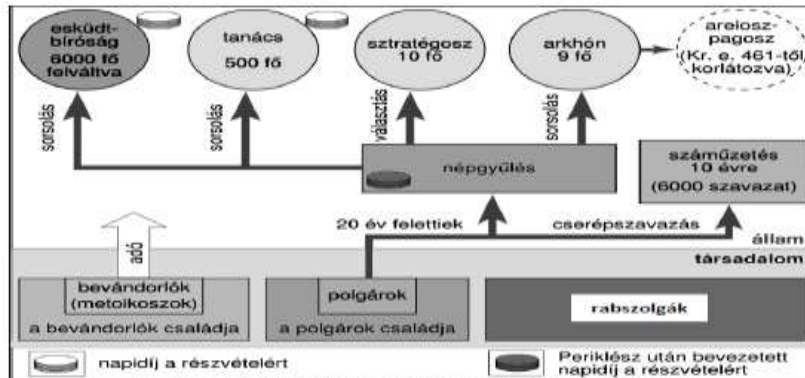 esküdt-
bíróság
6000 fő
felváltva
tanács
500 fő
sztratégosz
10 fő
arkhón
9 fő
areiosz-
pagosz
(Kr. e. 461-től
korlátozva)
sorsolás
sorsolás
választás
sorsolás
népgyűlés
száműzetés
10 évre
(6000 szavazat)
20 év felettiek
cserépszavazás
állam
társadalom
adó
bevándorlók
(metoikoszok)
a bevándorlók családja
polgárok
a polgárok családja
rabszolgák
napidíj a részvételért
Periklész után bevezetett
napidíj a részvételért